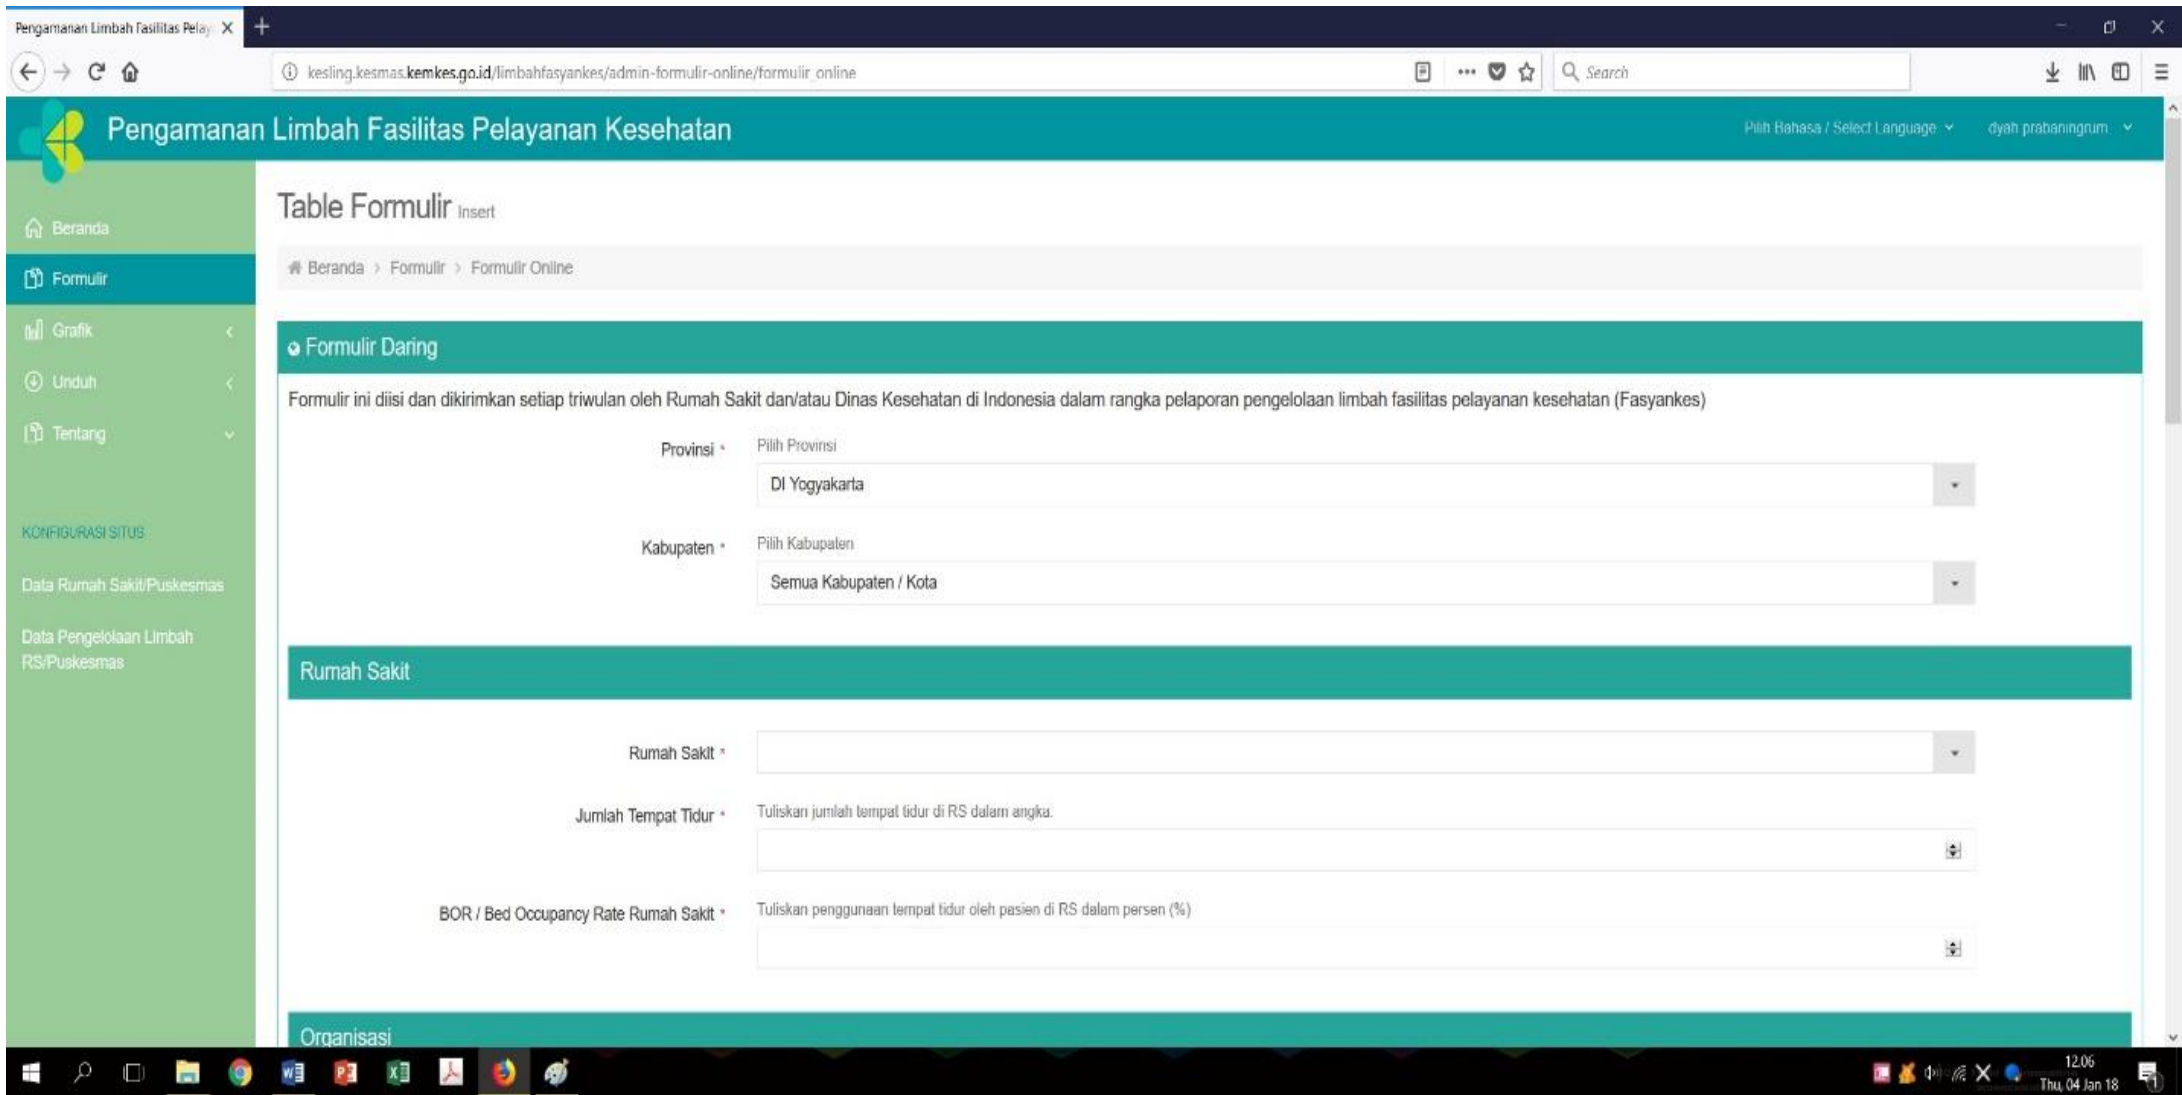 Pengamanan Limbah Fasilitas Pelay
kesling.kesmas.kemkes.go.id/limbahfasyankes/admin-formulir-online/formulir_online
Search
Pengamanan Limbah Fasilitas Pelayanan Kesehatan
Pilih Bahasa / Select Language
dyah prabaningrum
Beranda
Formulir
Grafik
Unduh
Tentang
KONFIGURASI SITUS
Data Rumah Sakit/Puskesmas
Data Pengelolaan Limbah
RS/Puskesmas
Table Formulir Insert
Beranda > Formulir > Formulir Online
Formulir Daring
Formulir ini diisi dan dikirimkan setiap triwulan oleh Rumah Sakit dan/atau Dinas Kesehatan di Indonesia dalam rangka pelaporan pengelolaan limbah fasilitas pelayanan kesehatan (Fasyankes)
Provinsi *
Pilih Provinsi
DI Yogyakarta
Kabupaten *
Pilih Kabupaten
Semua Kabupaten / Kota
Rumah Sakit
Rumah Sakit *
Jumlah Tempat Tidur *
Tuliskan jumlah tempat tidur di RS dalam angka.
BOR / Bed Occupancy Rate Rumah Sakit *
Tuliskan penggunaan tempat tidur oleh pasien di RS dalam persen (%)
Organisasi
12.06
Thu, 04 Jan 18